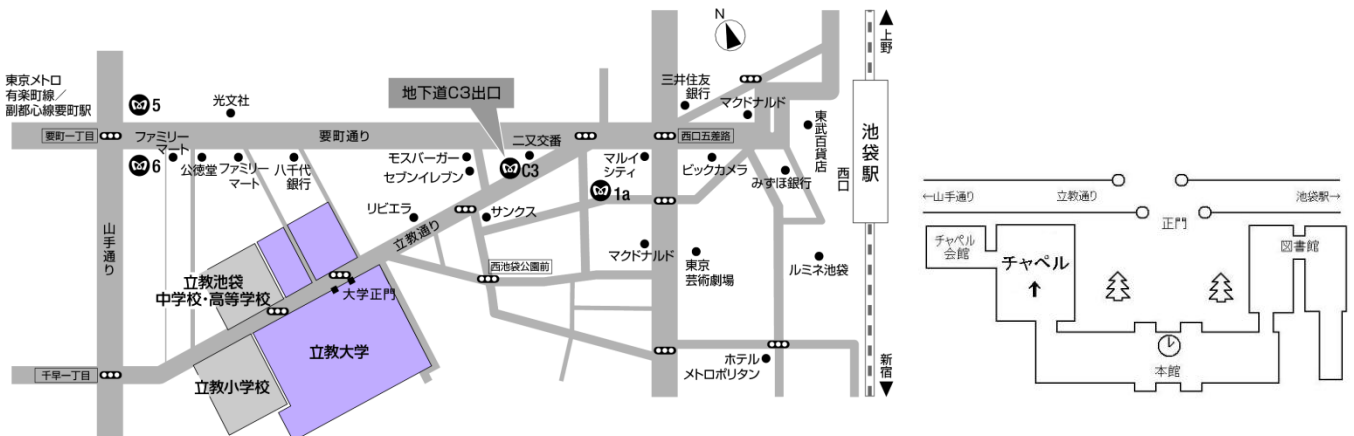 N
上野
東京メトロ
有楽町線／
副都心線要町駅
5
光文社
地下道C3出口
三井住友
銀行
マクドナルド
東武百貨店
池袋駅
西口
要町一丁目
ファミリー
マート
要町通り
二又交番
西口五差路
6
公徳堂
ファミリー
マート
八千代
銀行
モスバーガー
セブンイレブン
C3
マルイ
シティ
1a
ビックカメラ
みずほ銀行
リビエラ
サンクス
山手通り
立教通り
西池袋公園前
マクドナルド
東京
芸術劇場
ルミネ池袋
立教池袋
中学校・高等学校
大学正門
立教大学
立教小学校
千早一丁目
ホテル
メトロポリタン
新宿
←山手通り
立教通り
池袋駅→
正門
チャペル
会館
チャペル
図書館
本館